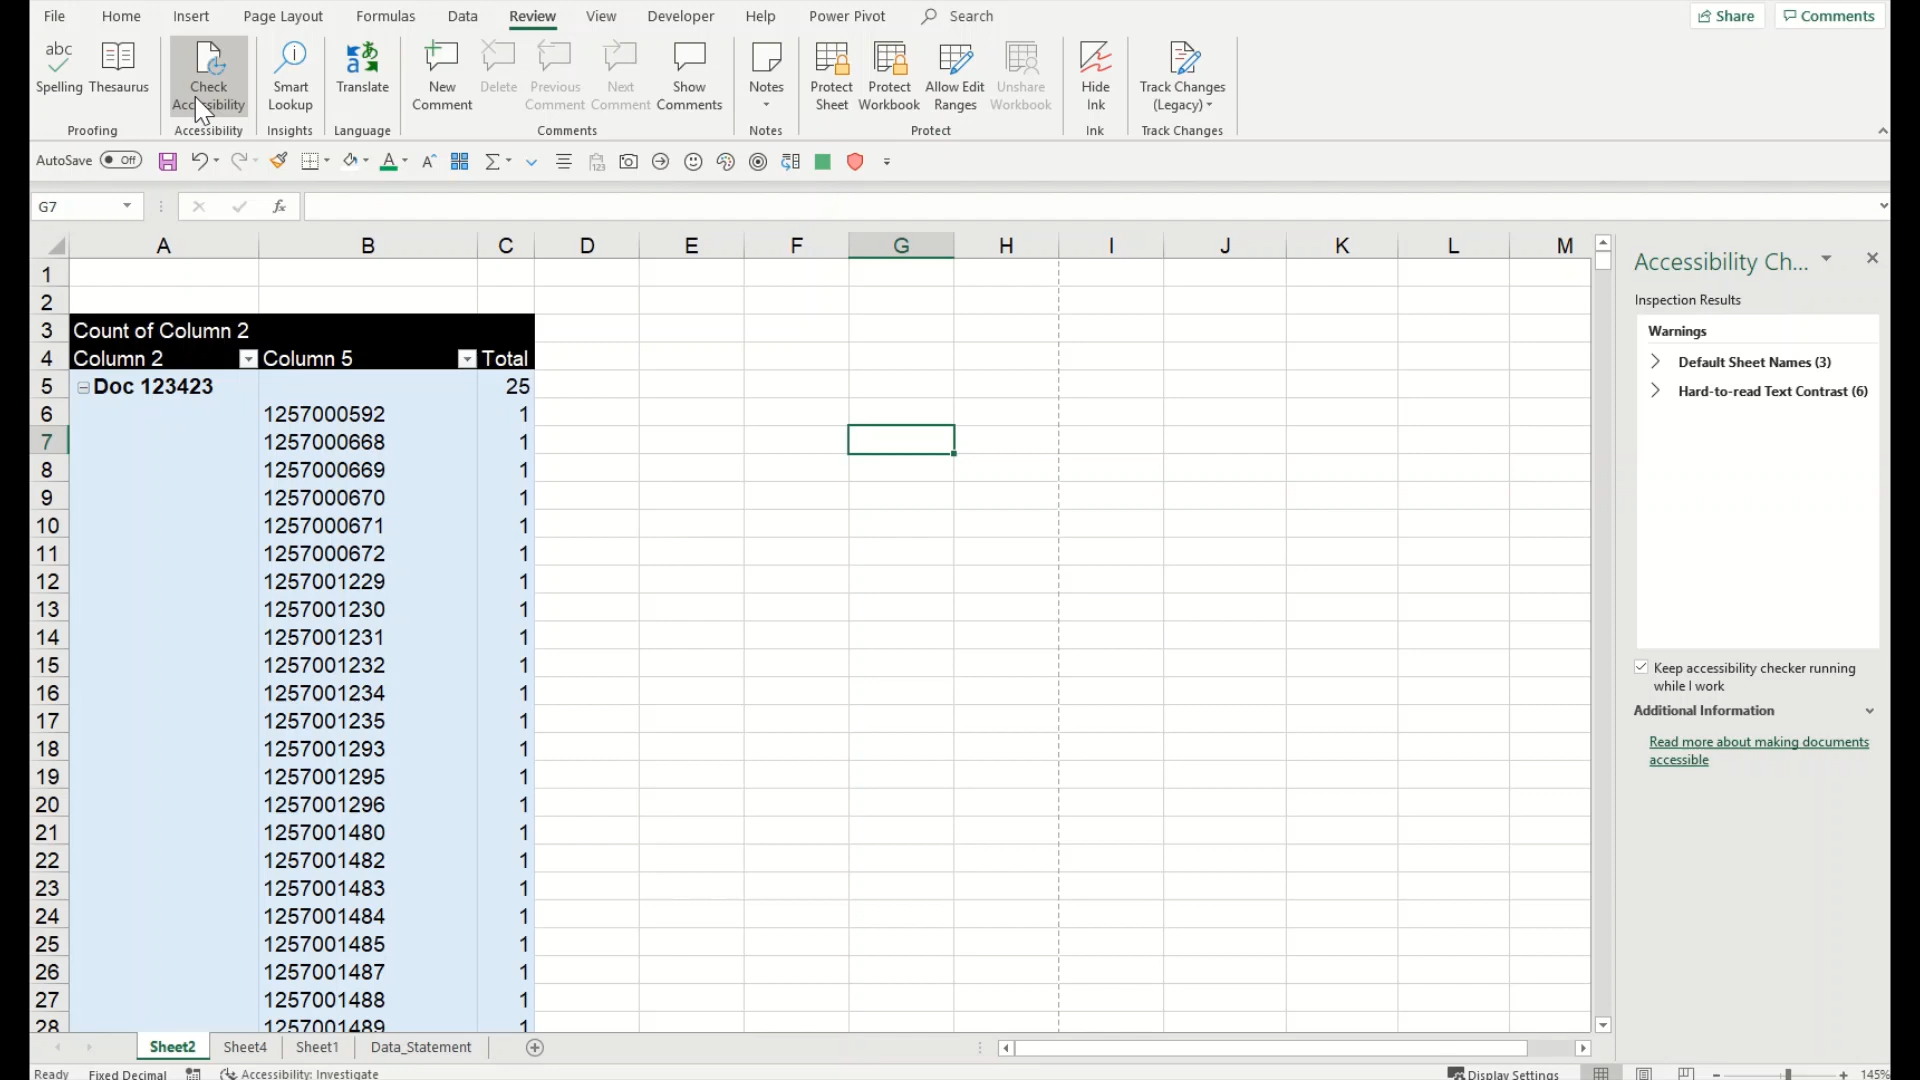 File Home Insert Page Layout Formulas Data Review View Developer Help Power Pivot Search Share Comments
abc
Spelling Thesaurus Check Accessibility Smart Lookup Translate New Comment Delete Previous Comment Next Comment Show Comments Notes Protect Sheet Protect Workbook Allow Edit Ranges Unshare Workbook Hide Ink Track Changes (Legacy)
Proofing Accessibility Insights Language Comments Notes Protect Ink Track Changes
AutoSave Off
G7 fx
A B C D E F G H I J K L M
1
2
3 Count of Column 2
4 Column 2 Column 5 Total
5 Doc 123423 25
6 1257000592 1
7 1257000668 1
8 1257000669 1
9 1257000670 1
10 1257000671 1
11 1257000672 1
12 1257001229 1
13 1257001230 1
14 1257001231 1
15 1257001232 1
16 1257001234 1
17 1257001235 1
18 1257001293 1
19 1257001295 1
20 1257001296 1
21 1257001480 1
22 1257001482 1
23 1257001483 1
24 1257001484 1
25 1257001485 1
26 1257001487 1
27 1257001488 1
28 1257001489 1
Accessibility Ch...
Inspection Results
Warnings
Default Sheet Names (3)
Hard-to-read Text Contrast (6)
Keep accessibility checker running
while I work
Additional Information
Read more about making documents
accessible
Sheet2 Sheet4 Sheet1 Data_Statement
Ready Fixed Decimal Accessibility: Investigate Display Settings 145%